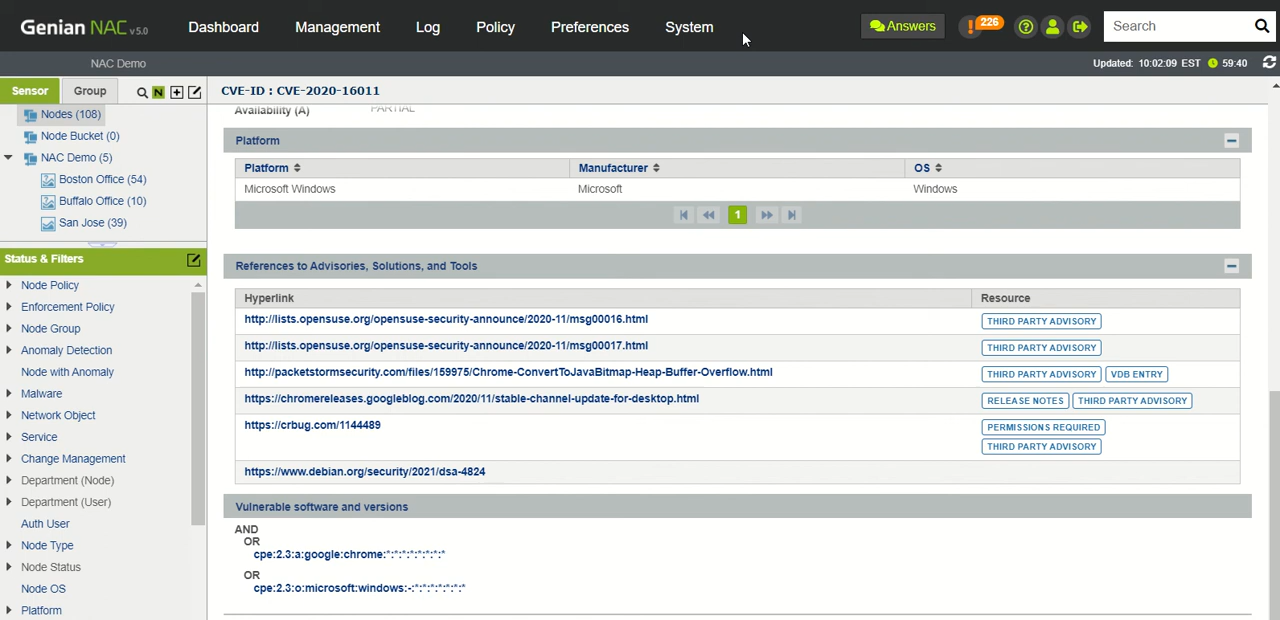 Genian NAC v5.0 Dashboard Management Log Policy Preferences System Answers ! 226 ? Search
NAC Demo Updated: 10:02:09 EST 59:40
Sensor Group N
CVE-ID : CVE-2020-16011
Nodes (108)
Node Bucket (0)
NAC Demo (5)
Boston Office (54)
Buffalo Office (10)
San Jose (39)
Status & Filters
Node Policy
Enforcement Policy
Node Group
Anomaly Detection
Node with Anomaly
Malware
Network Object
Service
Change Management
Department (Node)
Department (User)
Auth User
Node Type
Node Status
Node OS
Platform
Availability (A) PARTIAL
Platform
Platform Manufacturer OS
Microsoft Windows Microsoft Windows
1
References to Advisories, Solutions, and Tools
Hyperlink Resource
http://lists.opensuse.org/opensuse-security-announce/2020-11/msg00016.html THIRD PARTY ADVISORY
http://lists.opensuse.org/opensuse-security-announce/2020-11/msg00017.html THIRD PARTY ADVISORY
http://packetstormsecurity.com/files/159975/Chrome-ConvertToJavaBitmap-Heap-Buffer-Overflow.html THIRD PARTY ADVISORY VDB ENTRY
https://chromereleases.googleblog.com/2020/11/stable-channel-update-for-desktop.html RELEASE NOTES THIRD PARTY ADVISORY
https://crbug.com/1144489 PERMISSIONS REQUIRED
THIRD PARTY ADVISORY
https://www.debian.org/security/2021/dsa-4824
Vulnerable software and versions
AND
OR
cpe:2.3:a:google:chrome:*:*:*:*:*:*:*:*
OR
cpe:2.3:o:microsoft:windows:-:*:*:*:*:*:*:*